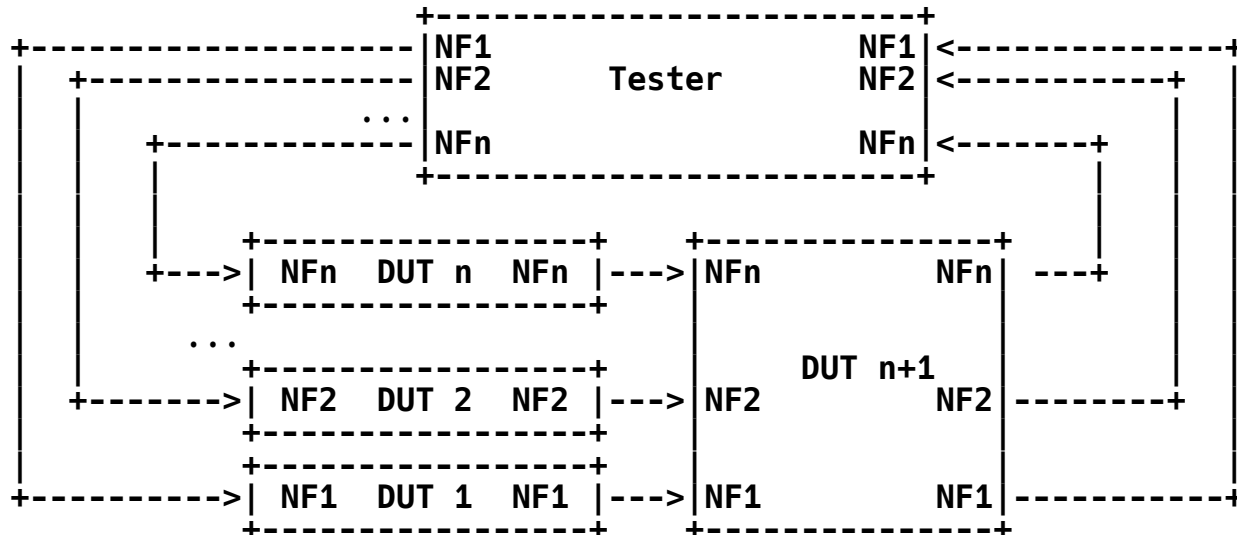 NF1 NF1
NF2 Tester NF2
...
NFn NFn
NFn DUT n NFn NFn NFn
...
DUT n+1
NF2 DUT 2 NF2 NF2 NF2
NF1 DUT 1 NF1 NF1 NF1